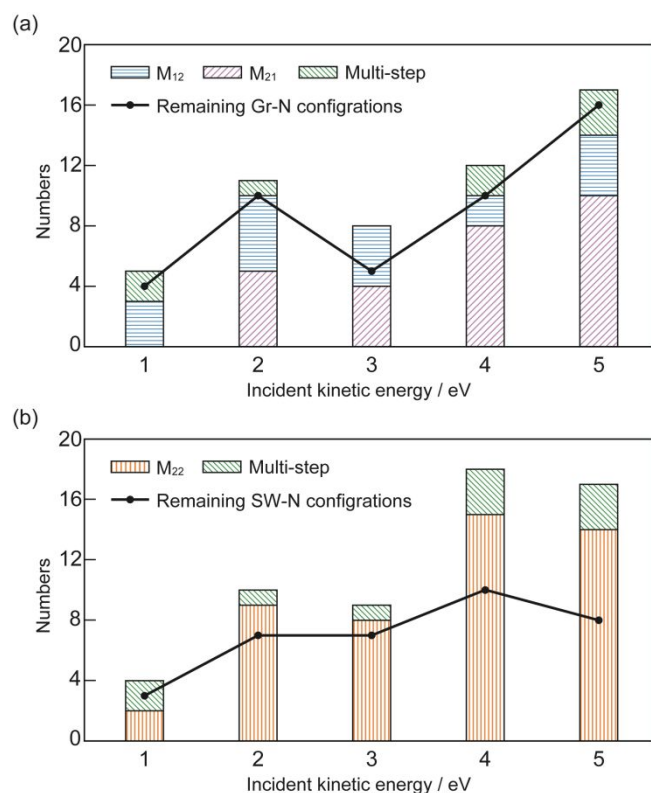 (a)
20
16
12
8
4
0
Numbers
M₁₂ M₂₁ Multi-step
Remaining Gr-N configrations
1 2 3 4 5
Incident kinetic energy / eV
(b)
20
16
12
8
4
0
Numbers
M₂₂ Multi-step
Remaining SW-N configrations
1 2 3 4 5
Incident kinetic energy / eV